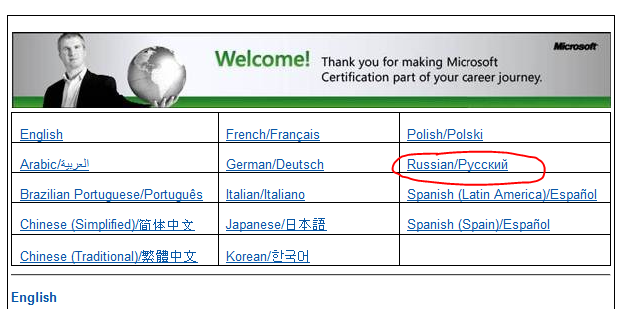 Welcome! Thank you for making Microsoft
Certification part of your career journey.
Microsoft
English
French/Français
Polish/Polski
Arabic/العربية
German/Deutsch
Russian/Русский
Brazilian Portuguese/Português
Italian/Italiano
Spanish (Latin America)/Español
Chinese (Simplified)/简体中文
Japanese/日本語
Spanish (Spain)/Español
Chinese (Traditional)/繁體中文
Korean/한국어
English